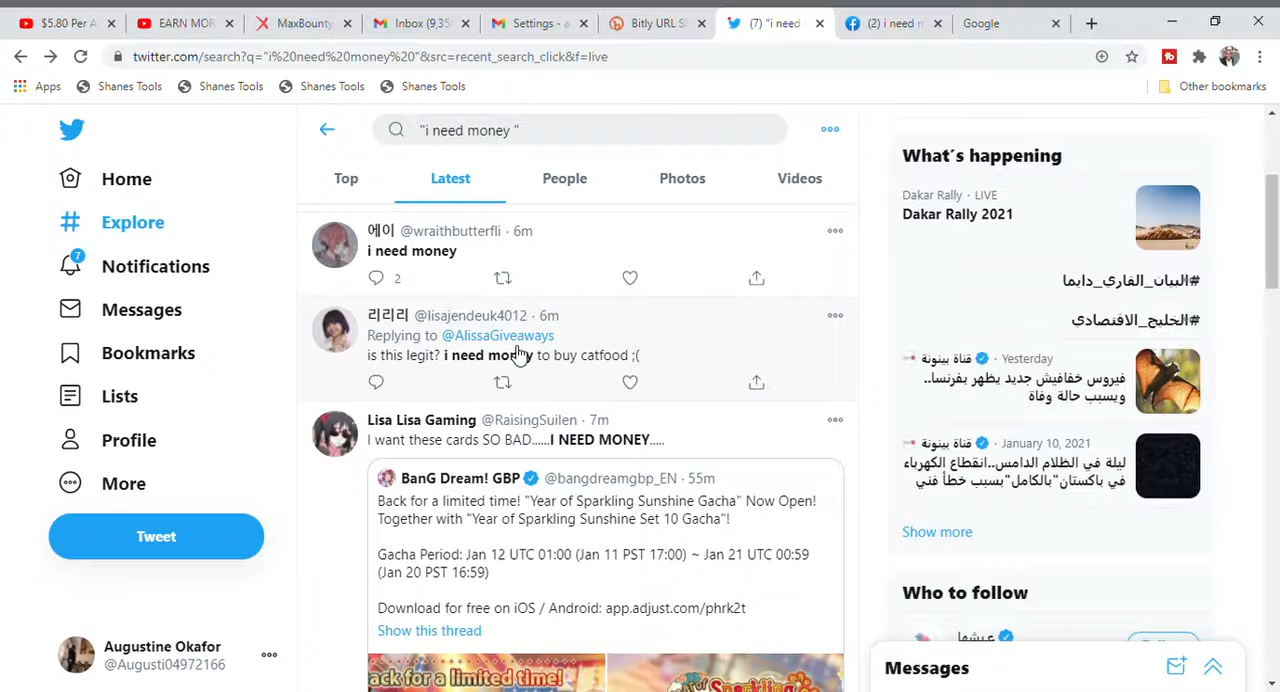 $5.80 Per A
EARN MOR
MaxBounty
Inbox (9,35
Settings - a
Bitly URL S
(7) "i need
(2) i need m
Google
twitter.com/search?q="i%20need%20money%20"&src=recent_search_click&f=live
Apps
Shanes Tools
Shanes Tools
Shanes Tools
Shanes Tools
Other bookmarks
Home
Explore
7
Notifications
Messages
Bookmarks
Lists
Profile
More
Tweet
Augustine Okafor
@Augusti04972166
"i need money "
Top
Latest
People
Photos
Videos
에이 @wraithbutterfli · 6m
i need money
2
리리리 @lisajendeuk4012 · 6m
Replying to @AlissaGiveaways
is this legit? i need money to buy catfood ;(
Lisa Lisa Gaming @RaisingSuilen · 7m
I want these cards SO BAD......I NEED MONEY.....
BanG Dream! GBP @bangdreamgbp_EN · 55m
Back for a limited time! "Year of Sparkling Sunshine Gacha" Now Open!
Together with "Year of Sparkling Sunshine Set 10 Gacha"!
Gacha Period: Jan 12 UTC 01:00 (Jan 11 PST 17:00) ~ Jan 21 UTC 00:59
(Jan 20 PST 16:59)
Download for free on iOS / Android: app.adjust.com/phrk2t
Show this thread
ack for a limited time!
of Sparkling
What's happening
Dakar Rally · LIVE
Dakar Rally 2021
#البيان_القارئ_دايما
#الخليج_الاقتصادي
قناة بينونة · Yesterday
فيروس خفافيش جديد يظهر بفرنسا..
ويسبب حالة وفاة
قناة بينونة · January 10, 2021
ليلة في الظلام الدامس..انقطاع الكهرباء
في باكستان"بالكامل"بسبب خطأ فني
Show more
Who to follow
Messages